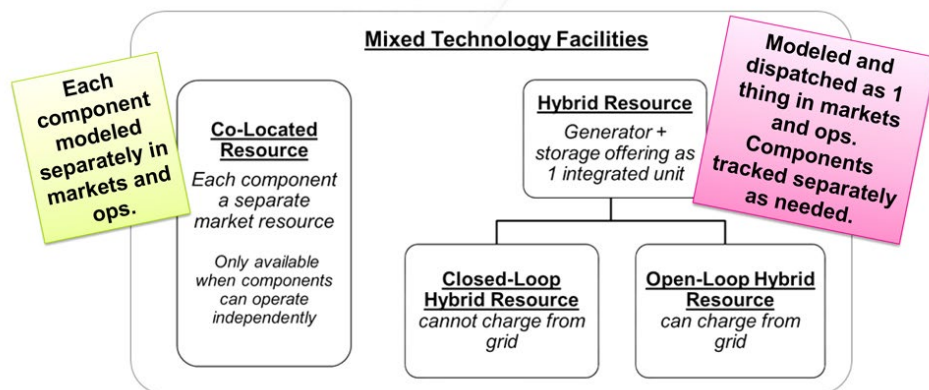 Mixed Technology Facilities
Each
component
modeled
separately in
markets and
ops.
Co-Located
Resource
Each component
a separate
market resource
Only available
when components
can operate
independently
Hybrid Resource
Generator +
storage offering as
1 integrated unit
Modeled and
dispatched as 1
thing in markets
and ops.
Components
tracked separately
as needed.
Closed-Loop
Hybrid Resource
cannot charge from
grid
Open-Loop Hybrid
Resource
can charge from
grid